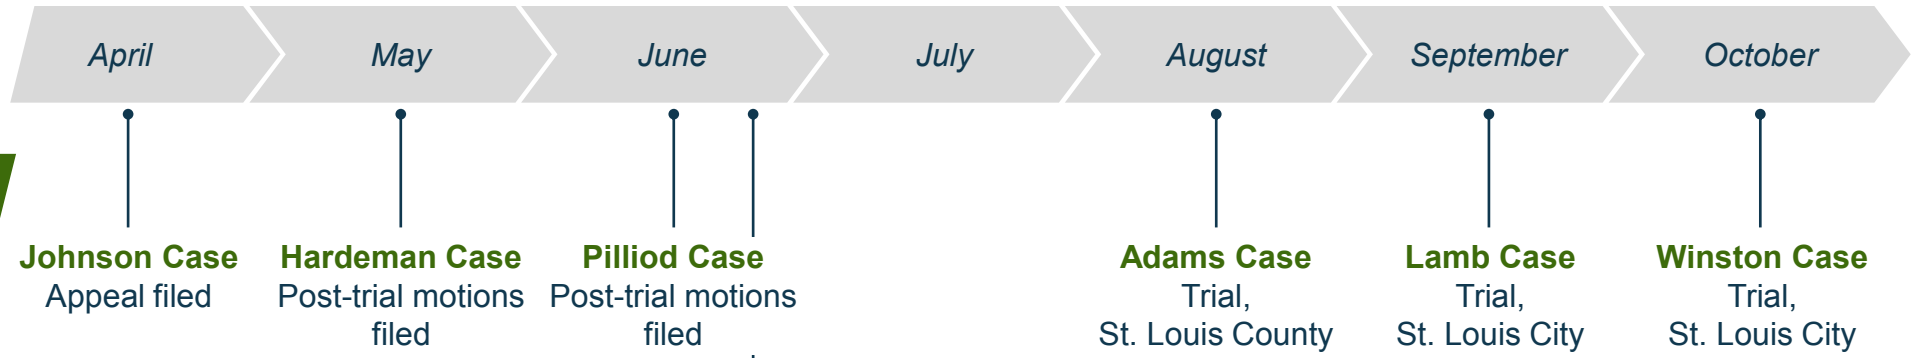 April
May
June
July
August
September
October
Johnson Case
Appeal filed
Hardeman Case
Post-trial motions
filed
Pilliod Case
Post-trial motions
filed
Adams Case
Trial,
St. Louis County
Lamb Case
Trial,
St. Louis City
Winston Case
Trial,
St. Louis City